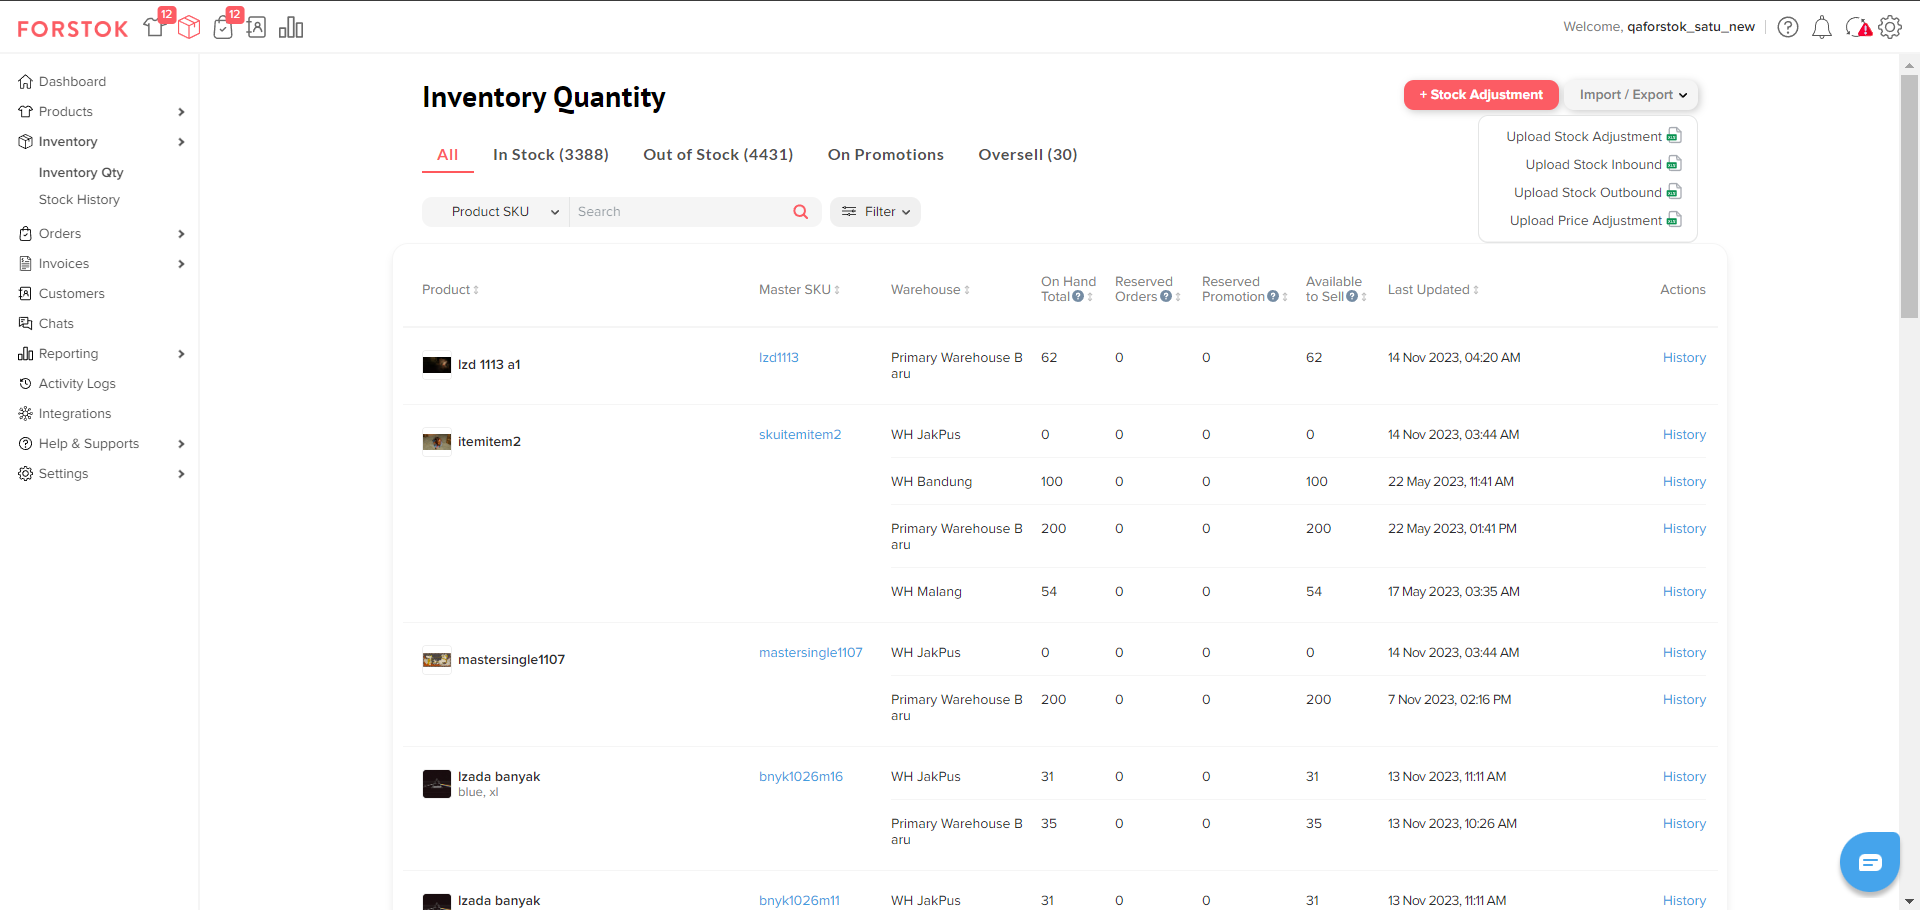 FORSTOK
12
12
Welcome, qaforstok_satu_new
Dashboard
Products
Inventory
Inventory Qty
Stock History
Orders
Invoices
Customers
Chats
Reporting
Activity Logs
Integrations
Help & Supports
Settings
Inventory Quantity
+ Stock Adjustment
Import / Export
Upload Stock Adjustment
Upload Stock Inbound
Upload Stock Outbound
Upload Price Adjustment
All In Stock (3388) Out of Stock (4431) On Promotions Oversell (30)
Product SKU Search Filter
Product Master SKU Warehouse On Hand Total Reserved Orders Reserved Promotion Available to Sell Last Updated Actions
lzd 1113 a1 lzd1113 Primary Warehouse B 62 0 0 62 14 Nov 2023, 04:20 AM History
aru
itemitem2 skuitemitem2 WH JakPus 0 0 0 0 14 Nov 2023, 03:44 AM History
WH Bandung 100 0 0 100 22 May 2023, 11:41 AM History
Primary Warehouse B 200 0 0 200 22 May 2023, 01:41 PM History
aru
WH Malang 54 0 0 54 17 May 2023, 03:35 AM History
mastersingle1107 mastersingle1107 WH JakPus 0 0 0 0 14 Nov 2023, 03:44 AM History
Primary Warehouse B 200 0 0 200 7 Nov 2023, 02:16 PM History
aru
lzada banyak bnyk1026m16 WH JakPus 31 0 0 31 13 Nov 2023, 11:11 AM History
blue, xl
Primary Warehouse B 35 0 0 35 13 Nov 2023, 10:26 AM History
aru
lzada banyak bnyk1026m11 WH JakPus 31 0 0 31 13 Nov 2023, 11:11 AM History